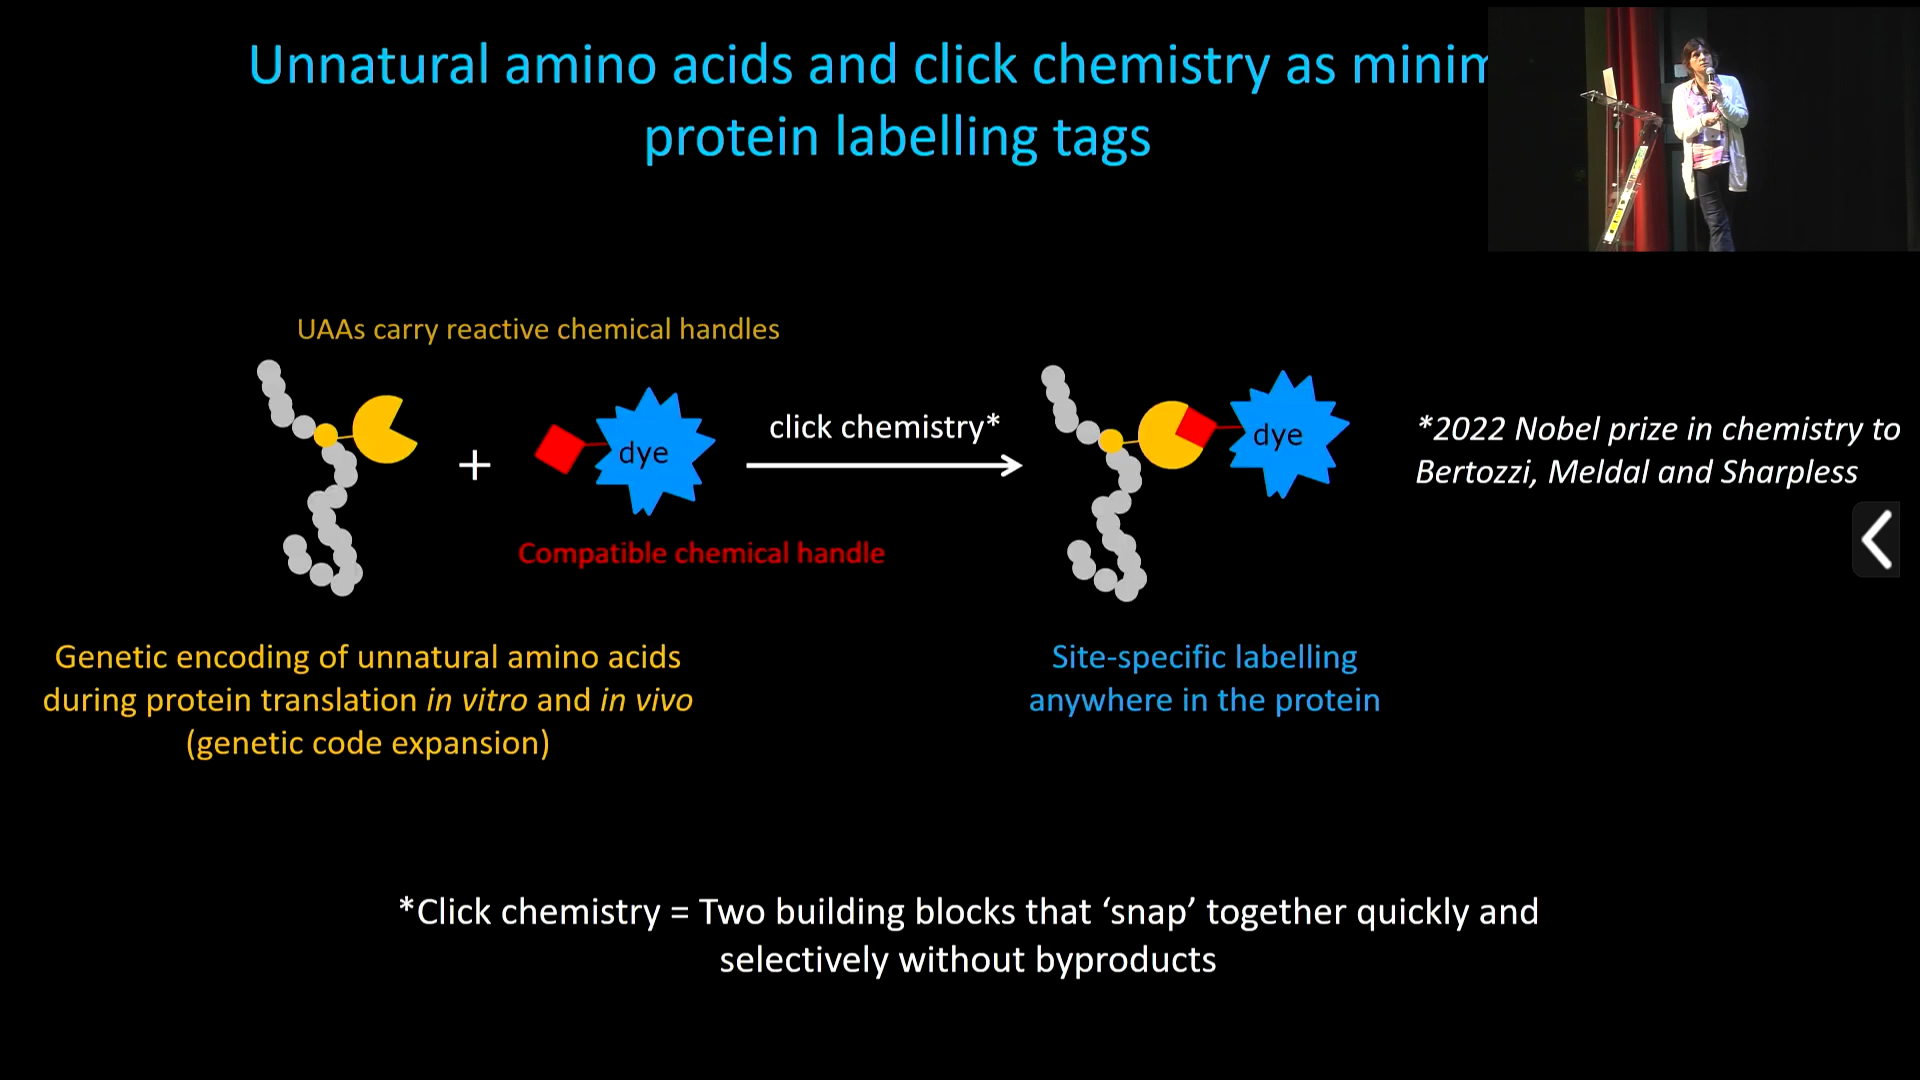 Unnatural amino acids and click chemistry as minim
protein labelling tags
UAAs carry reactive chemical handles
+
dye
click chemistry*
dye
*2022 Nobel prize in chemistry to
Bertozzi, Meldal and Sharpless
Compatible chemical handle
Genetic encoding of unnatural amino acids
during protein translation in vitro and in vivo
(genetic code expansion)
Site-specific labelling
anywhere in the protein
*Click chemistry = Two building blocks that ‘snap’ together quickly and
selectively without byproducts